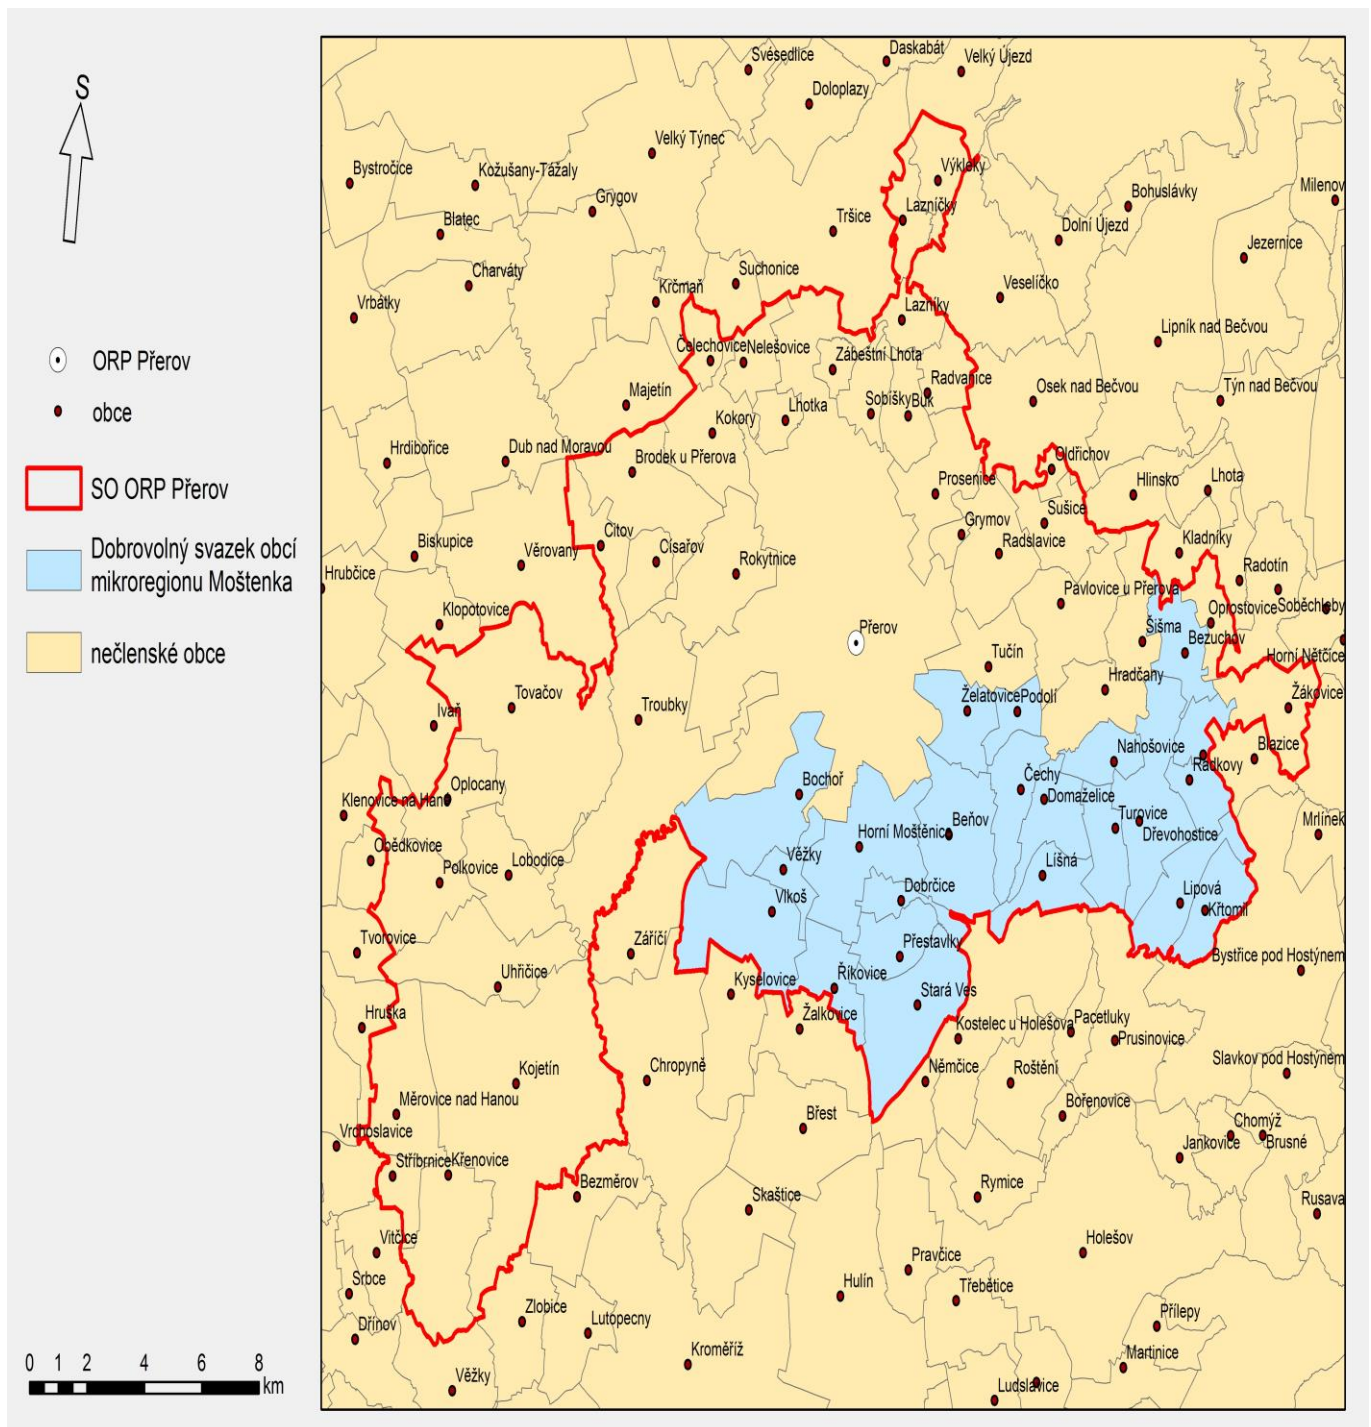 S
ORP Přerov
obce
SO ORP Přerov
Dobrovolný svazek obcí
mikroregionu Moštenka
nečlenské obce
0 1 2 4 6 8
km
Svésedlice
Daskabát
Velký Újezd
Doloplazy
Velký Týnec
Bystročice
Kožušany-Tážaly
Výkleky
Bohuslávky
Milenov
Grygov
Blatec
Tršice
Lazníčky
Dolní Újezd
Jezernice
Charváty
Suchonice
Krčmaň
Veselíčko
Vrbátky
Lazníky
Lipník nad Bečvou
Čelechovice
Nelešovice
Zábeštní Lhota
Radvanice
Osek nad Bečvou
Týn nad Bečvou
Majetín
Sobíšky
Buk
Lhotka
Kokory
Hrdibořice
Dub nad Moravou
Brodek u Přerova
Oldřichov
Prosenice
Hlinsko
Lhota
Sušice
Citov
Grymov
Biskupice
Věrovany
Císařov
Rokytnice
Radslavice
Kladníky
Radotín
Hrubčice
Pavlovice u Přerova
Oprostovice
Soběchleby
Klopotovice
Přerov
Šišma
Bezuchov
Tučín
Horní Nětčice
Hradčany
Žákovice
Tovačov
Želatovice
Podolí
Ivaň
Troubky
Nahošovice
Blazice
Radkovy
Oplocany
Bochoř
Čechy
Domaželice
Klenovice na Hané
Turovice
Mrlínek
Dřevohostice
Horní Moštěnice
Beňov
Obědkovice
Polkovice
Lobodice
Věžky
Líšná
Dobrčice
Lipová
Křtomil
Vlkoš
Tvorovice
Záříčí
Přestavlky
Bystřice pod Hostýnem
Uhřičice
Kyselovice
Říkovice
Stará Ves
Hruška
Žalkovice
Kostelec u Holešova
Pacetluky
Prusinovice
Kojetín
Chropyně
Němčice
Roštění
Slavkov pod Hostýnem
Měrovice nad Hanou
Břest
Bořenovice
Vrchoslavice
Chomýž
Jankovice
Brusné
Stříbrnice
Křenovice
Bezměrov
Skaštice
Rymice
Rusava
Vitčice
Holešov
Pravčice
Srbce
Hulín
Třebětice
Zlobice
Lutopecny
Dřínov
Přílepy
Kroměříž
Martinice
Věžky
Ludslavice